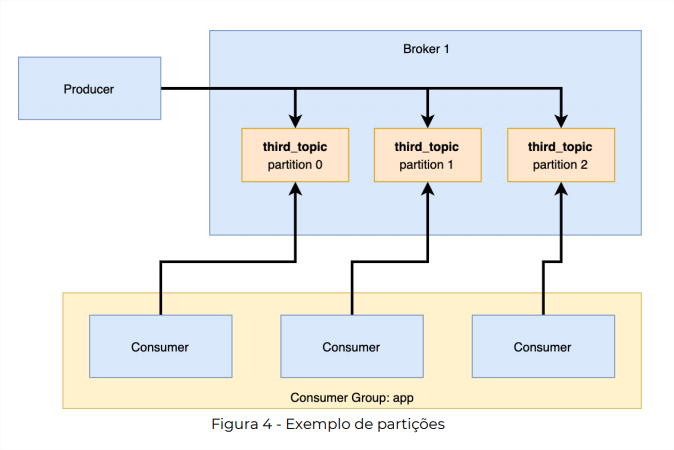 Broker 1
Producer
third_topic
partition 0
third_topic
partition 1
third_topic
partition 2
Consumer
Consumer
Consumer
Consumer Group: app
Figura 4 - Exemplo de partições